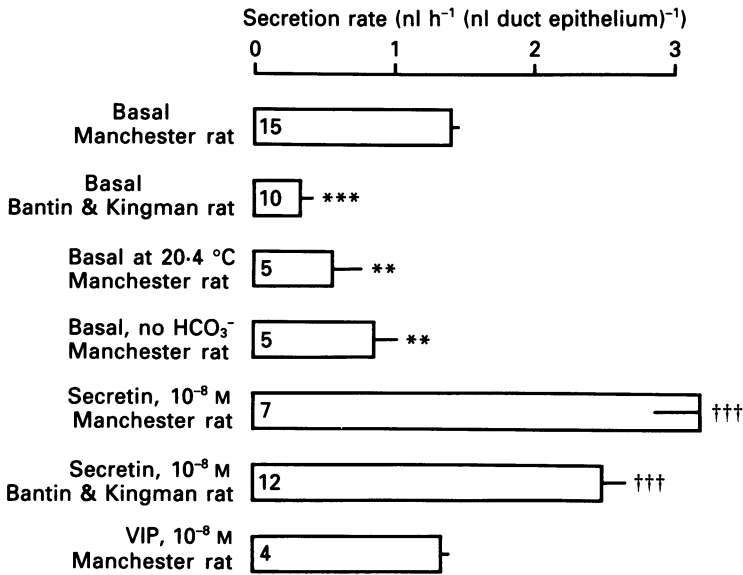 Secretion rate (nl h⁻¹ (nl duct epithelium)⁻¹)
0 1 2 3
Basal
Manchester rat
15
Basal
Bantin & Kingman rat
10 ***
Basal at 20·4 °C
Manchester rat
5 **
Basal, no HCO₃⁻
Manchester rat
5 **
Secretin, 10⁻⁸ M
Manchester rat
7 †††
Secretin, 10⁻⁸ M
Bantin & Kingman rat
12 †††
VIP, 10⁻⁸ M
Manchester rat
4